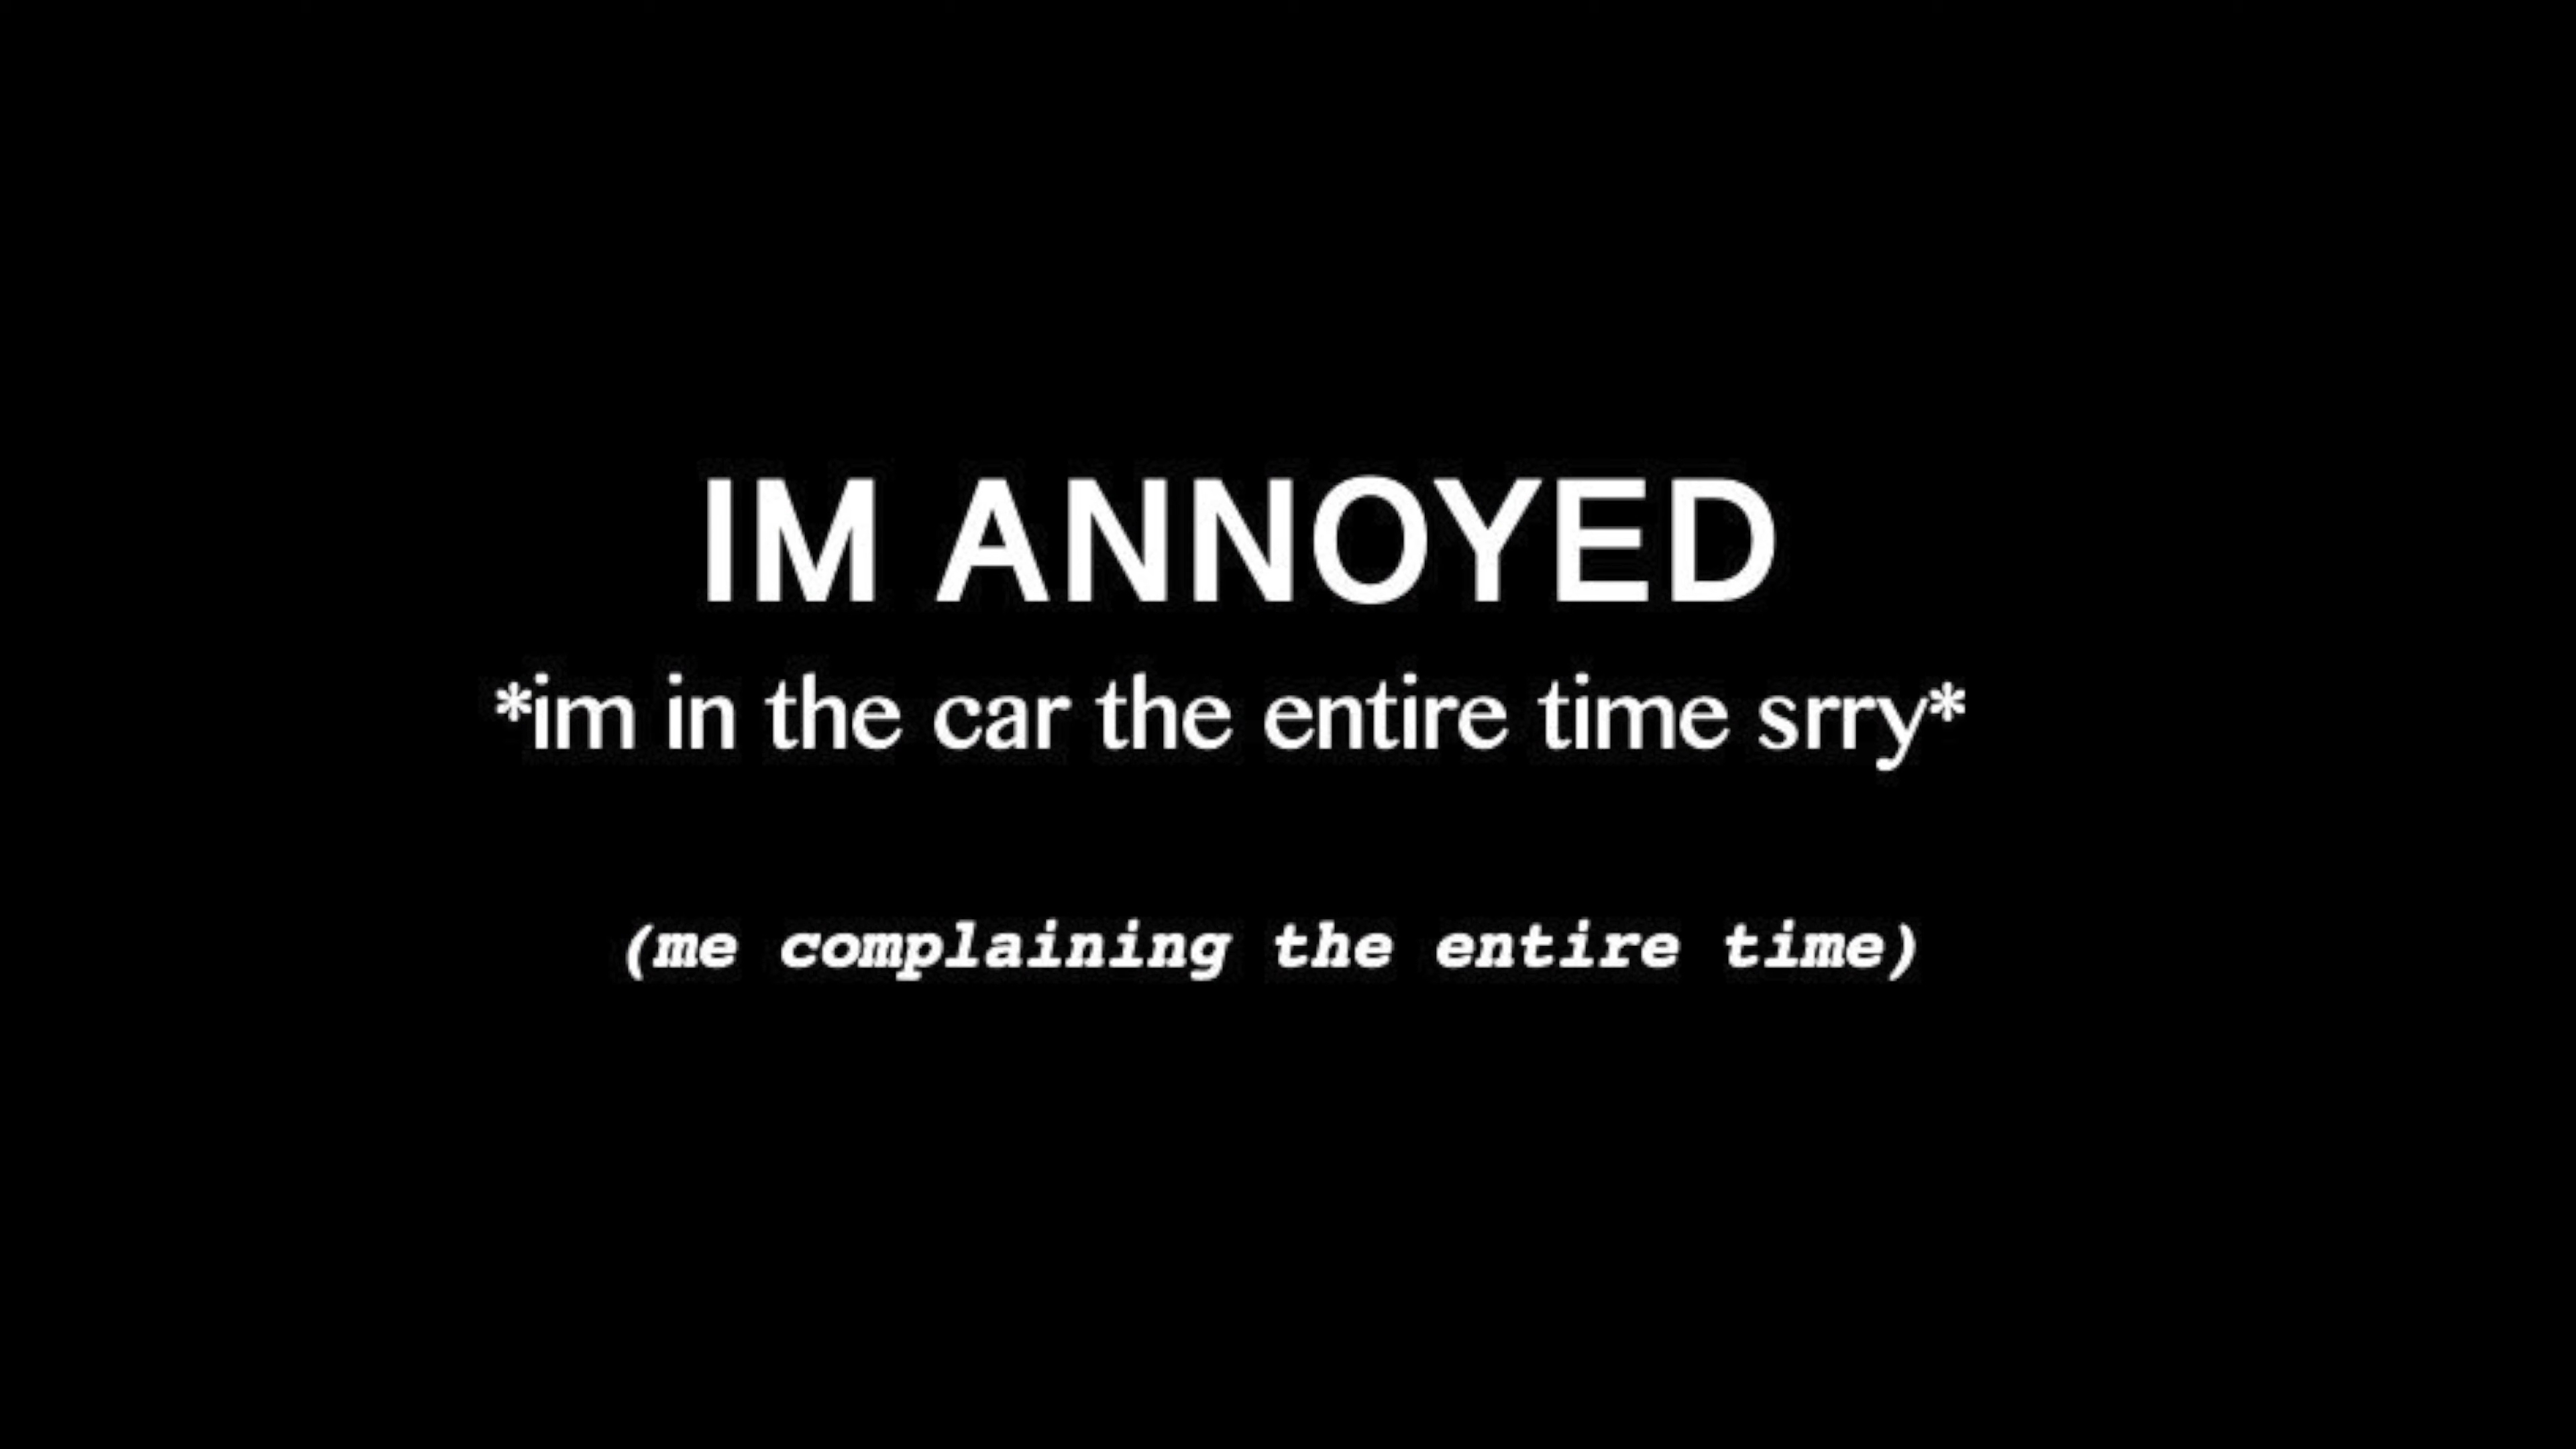 IM ANNOYED
*im in the car the entire time srry*
(me complaining the entire time)